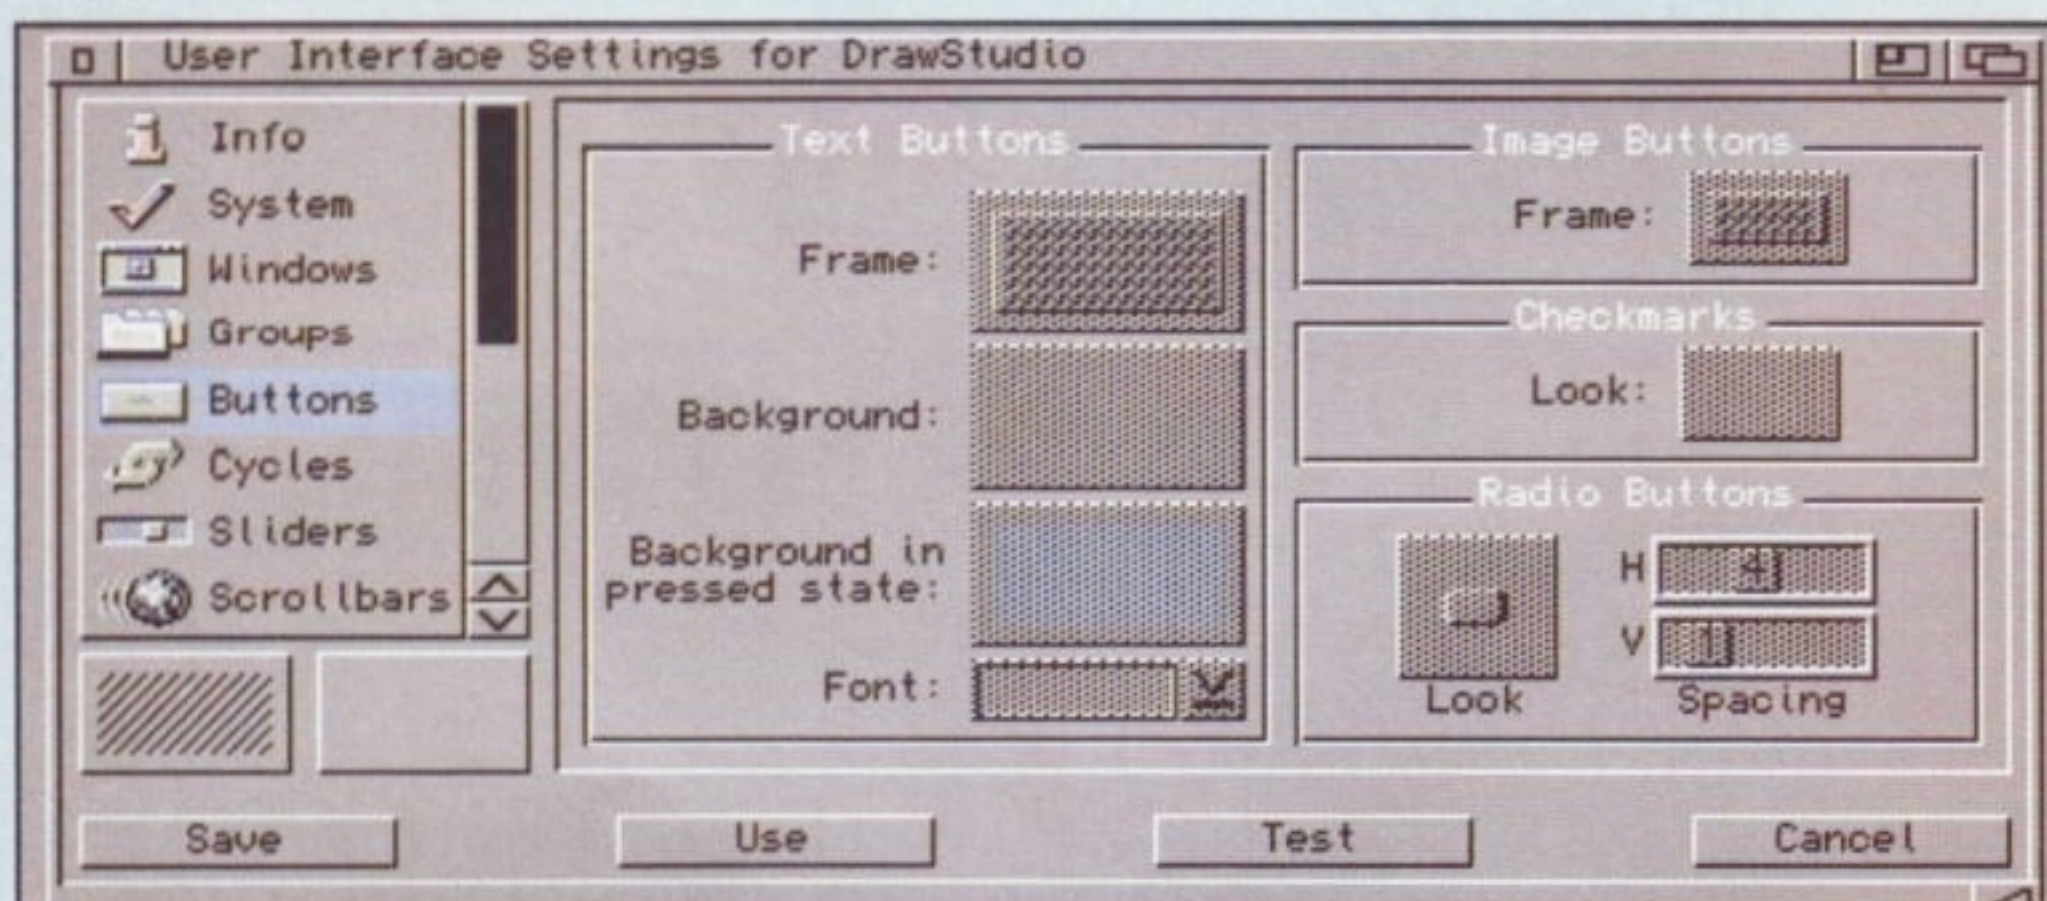 User Interface Settings for DrawStudio
Info
System
Windows
Groups
Buttons
Cycles
Sliders
Scrollbars
Text Buttons
Frame:
Background:
Background in
pressed state:
Font:
Image Buttons
Frame:
Checkmarks
Look:
Radio Buttons
Look
H 4
V 1
Spacing
Save
Use
Test
Cancel